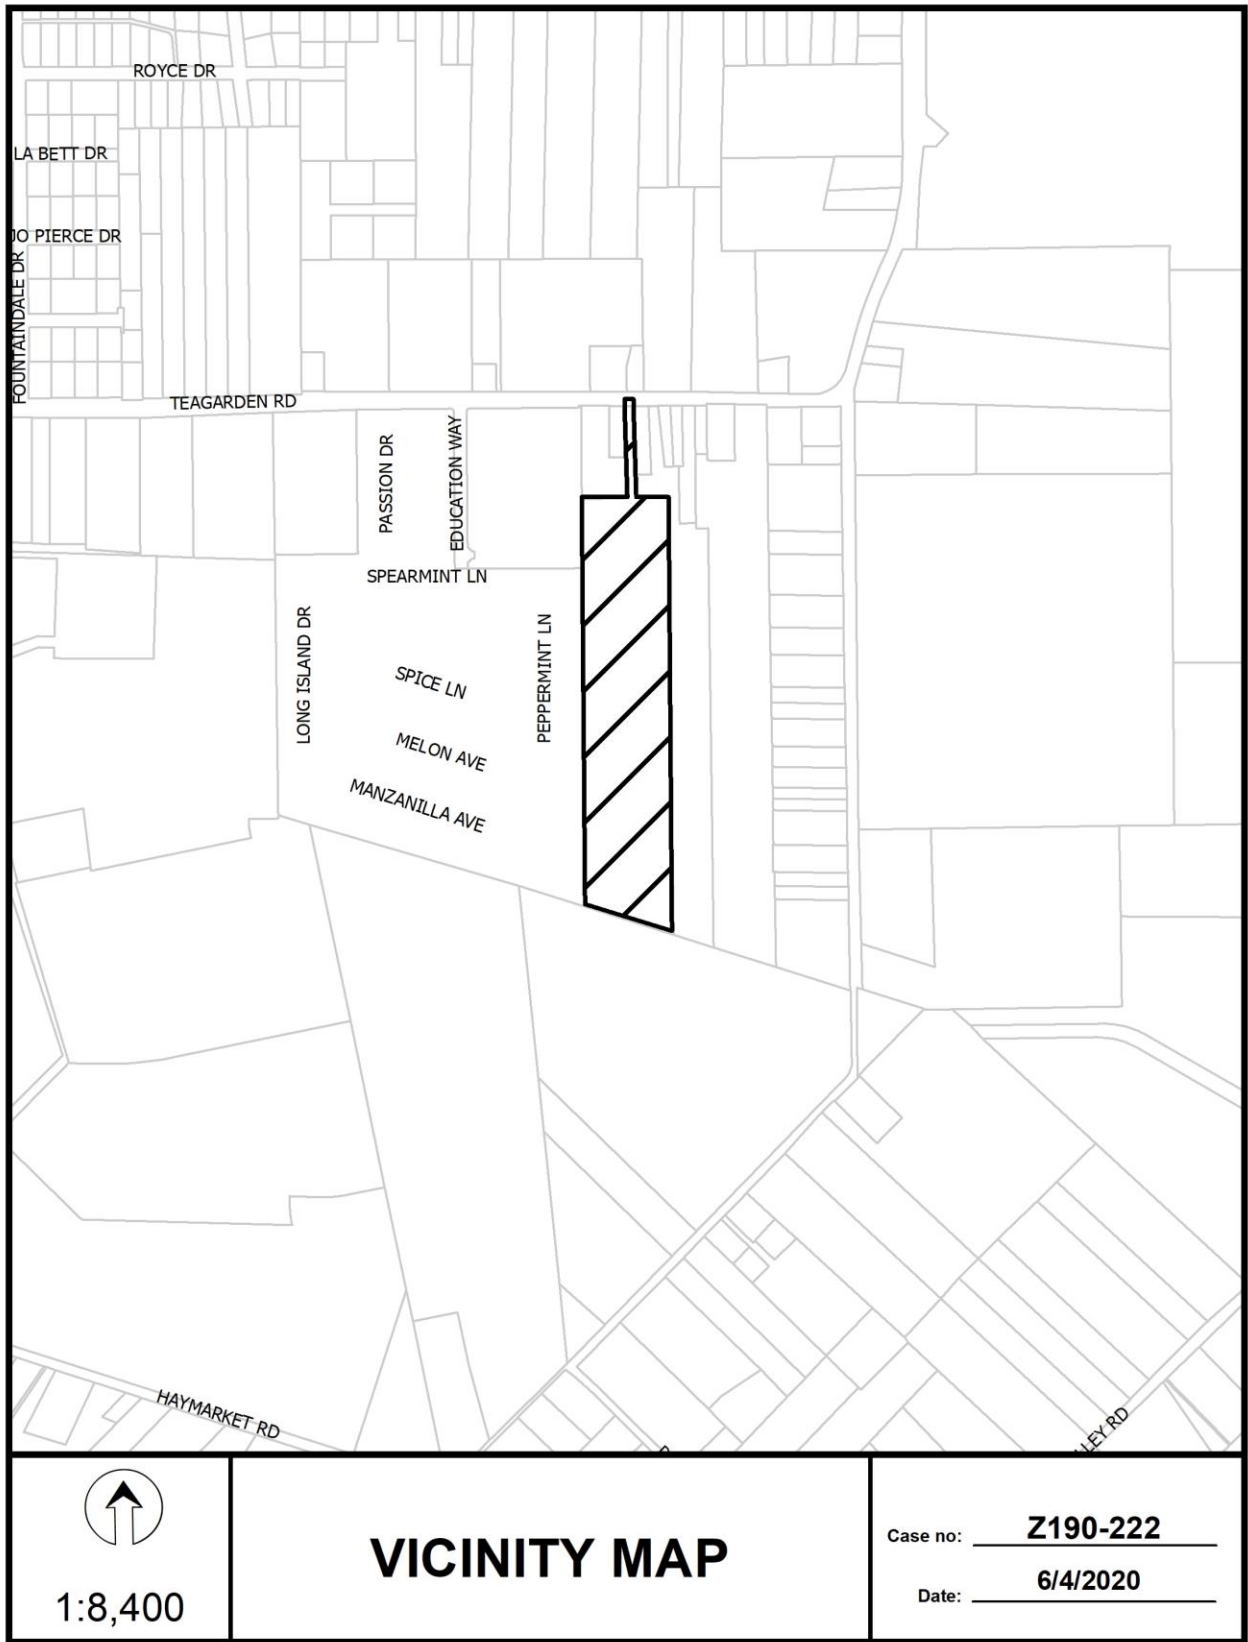 ROYCE DR
LA BETT DR
JO PIERCE DR
FOUNTAINDALE DR
TEAGARDEN RD
PASSION DR
EDUCATION WAY
SPEARMINT LN
LONG ISLAND DR
PEPPERMINT LN
SPICE LN
MELON AVE
MANZANILLA AVE
HAYMARKET RD
LEY RD
1:8,400
VICINITY MAP
Case no: Z190-222
Date: 6/4/2020